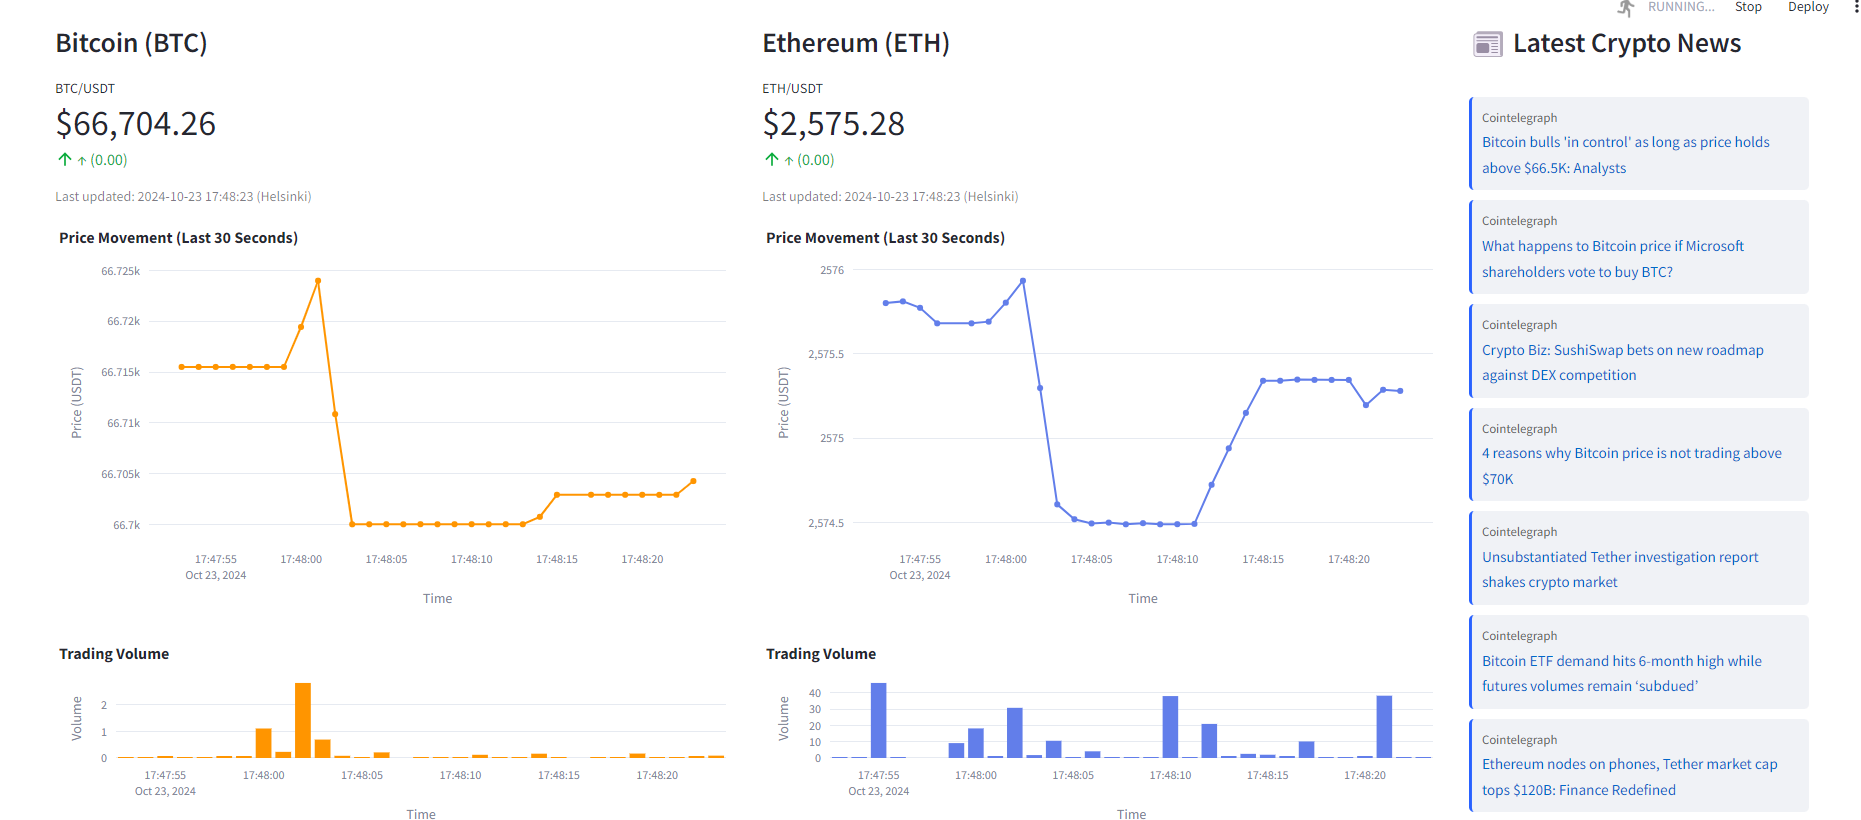 RUNNING...
Stop
Deploy
Bitcoin (BTC)
BTC/USDT
$66,704.26
↑ ↑ (0.00)
Last updated: 2024-10-23 17:48:23 (Helsinki)
Price Movement (Last 30 Seconds)
66.725k
66.72k
66.715k
66.71k
66.705k
66.7k
Price (USDT)
17:47:55
17:48:00
17:48:05
17:48:10
17:48:15
17:48:20
Oct 23, 2024
Time
Trading Volume
2
1
0
Volume
17:47:55
17:48:00
17:48:05
17:48:10
17:48:15
17:48:20
Oct 23, 2024
Time
Ethereum (ETH)
ETH/USDT
$2,575.28
↑ ↑ (0.00)
Last updated: 2024-10-23 17:48:23 (Helsinki)
Price Movement (Last 30 Seconds)
2576
2,575.5
2575
2,574.5
Price (USDT)
17:47:55
17:48:00
17:48:05
17:48:10
17:48:15
17:48:20
Oct 23, 2024
Time
Trading Volume
40
30
20
10
0
Volume
17:47:55
17:48:00
17:48:05
17:48:10
17:48:15
17:48:20
Oct 23, 2024
Time
Latest Crypto News
Cointelegraph
Bitcoin bulls 'in control' as long as price holds
above $66.5K: Analysts
Cointelegraph
What happens to Bitcoin price if Microsoft
shareholders vote to buy BTC?
Cointelegraph
Crypto Biz: SushiSwap bets on new roadmap
against DEX competition
Cointelegraph
4 reasons why Bitcoin price is not trading above
$70K
Cointelegraph
Unsubstantiated Tether investigation report
shakes crypto market
Cointelegraph
Bitcoin ETF demand hits 6-month high while
futures volumes remain ‘subdued’
Cointelegraph
Ethereum nodes on phones, Tether market cap
tops $120B: Finance Redefined